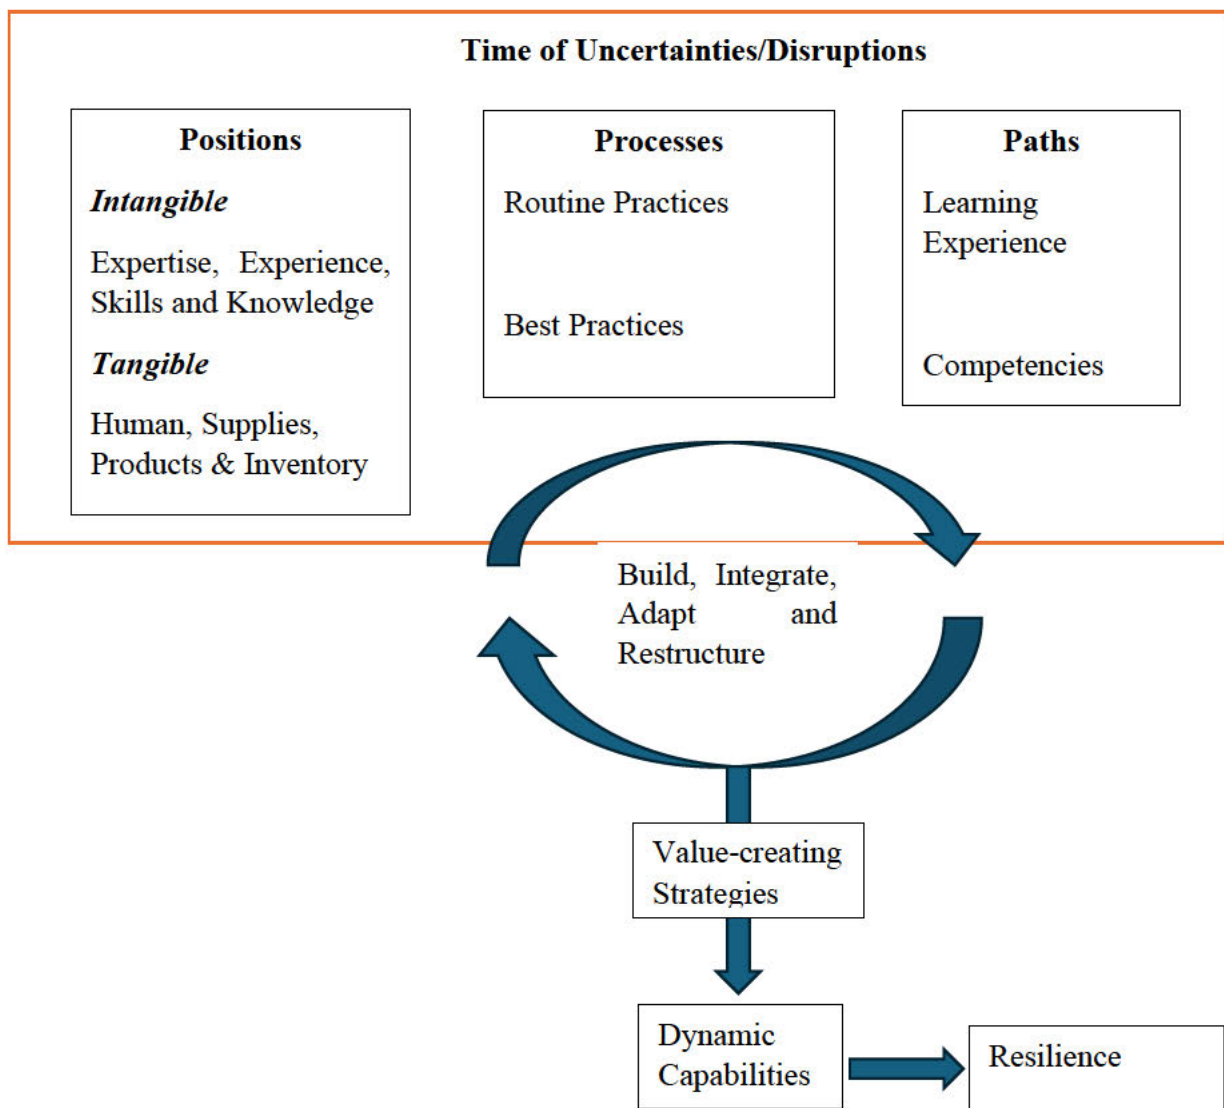 Time of Uncertainties/Disruptions
Positions
Intangible
Expertise, Experience,
Skills and Knowledge
Tangible
Human, Supplies,
Products & Inventory
Processes
Routine Practices
Best Practices
Paths
Learning
Experience
Competencies
Build, Integrate,
Adapt and
Restructure
Value-creating
Strategies
Dynamic
Capabilities
Resilience